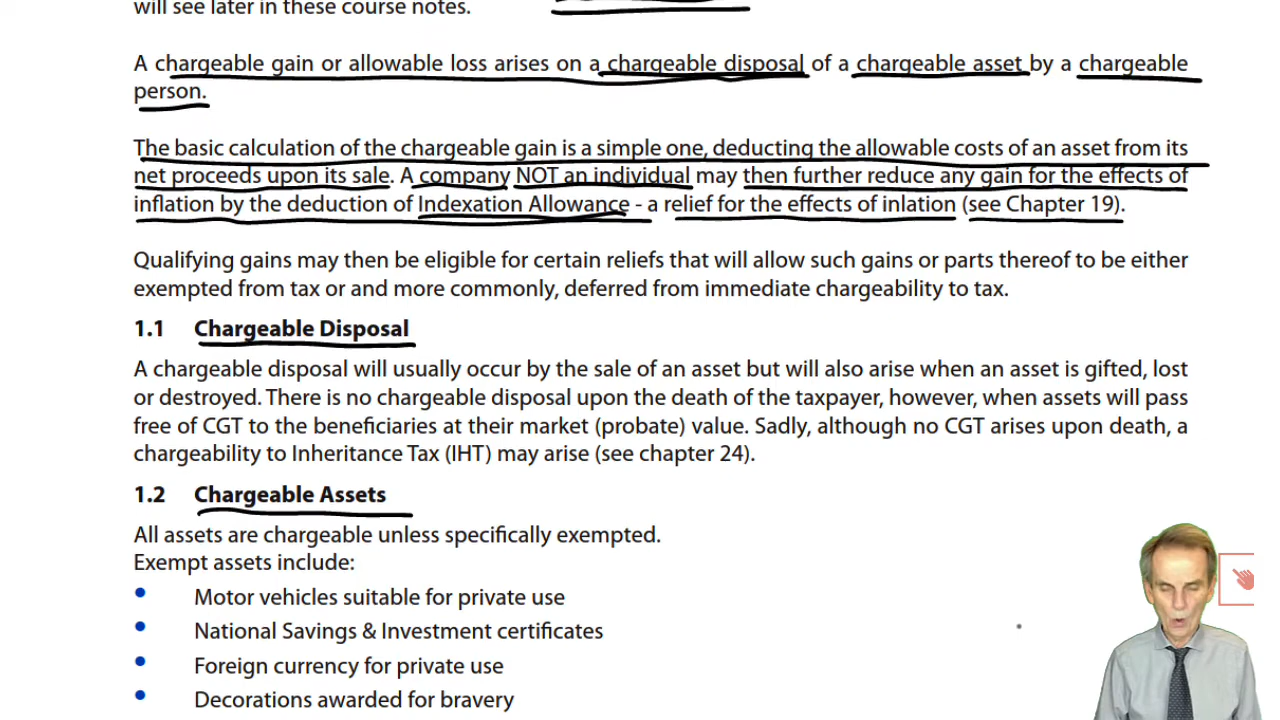 will see later in these course notes.
A chargeable gain or allowable loss arises on a chargeable disposal of a chargeable asset by a chargeable
person.
The basic calculation of the chargeable gain is a simple one, deducting the allowable costs of an asset from its
net proceeds upon its sale. A company NOT an individual may then further reduce any gain for the effects of
inflation by the deduction of Indexation Allowance - a relief for the effects of inlation (see Chapter 19).
Qualifying gains may then be eligible for certain reliefs that will allow such gains or parts thereof to be either
exempted from tax or and more commonly, deferred from immediate chargeability to tax.
1.1 Chargeable Disposal
A chargeable disposal will usually occur by the sale of an asset but will also arise when an asset is gifted, lost
or destroyed. There is no chargeable disposal upon the death of the taxpayer, however, when assets will pass
free of CGT to the beneficiaries at their market (probate) value. Sadly, although no CGT arises upon death, a
chargeability to Inheritance Tax (IHT) may arise (see chapter 24).
1.2 Chargeable Assets
All assets are chargeable unless specifically exempted.
Exempt assets include:
• Motor vehicles suitable for private use
• National Savings & Investment certificates
• Foreign currency for private use
• Decorations awarded for bravery